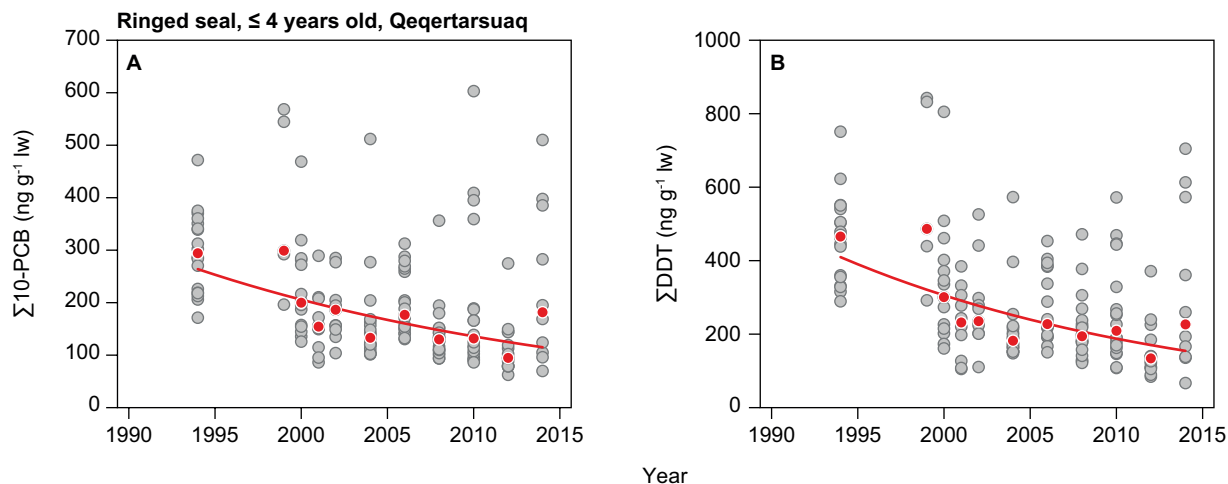 Ringed seal, ≤ 4 years old, Qeqertarsuaq
A
∑10-PCB (ng g⁻¹ lw)
700
600
500
400
300
200
100
0
1990 1995 2000 2005 2010 2015
B
∑DDT (ng g⁻¹ lw)
1000
800
600
400
200
0
1990 1995 2000 2005 2010 2015
Year